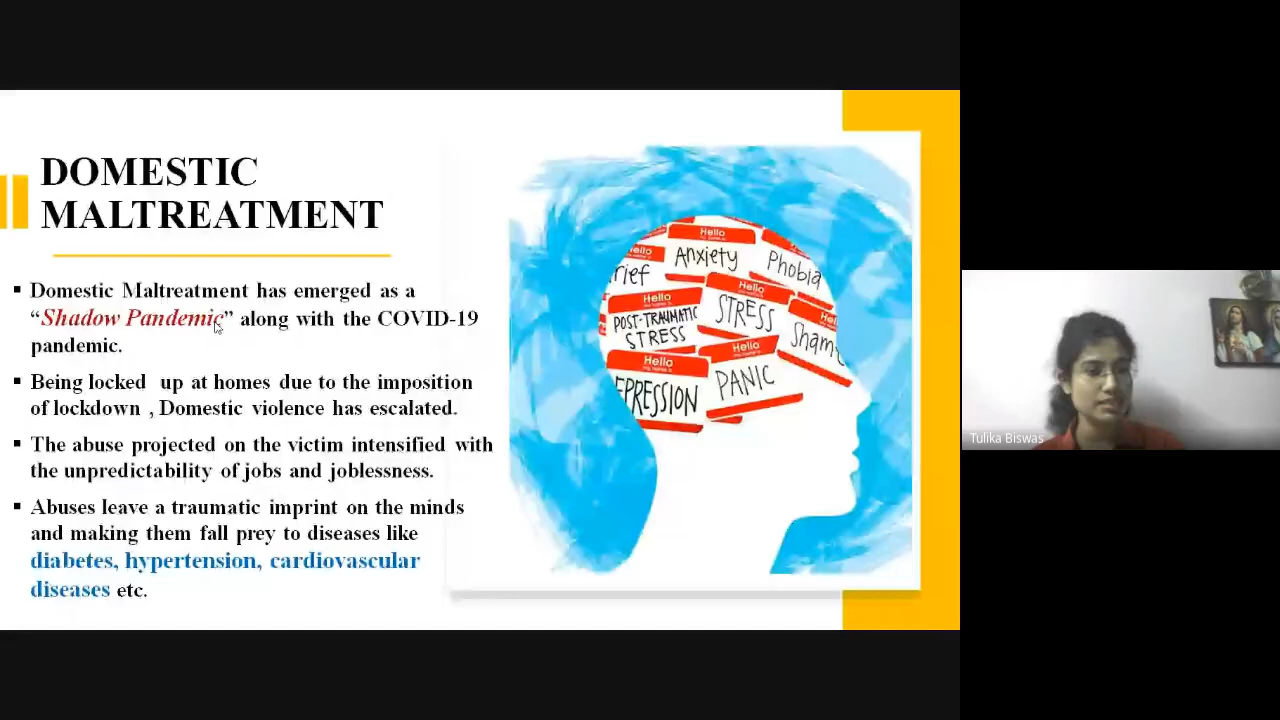 DOMESTIC
MALTREATMENT
▪ Domestic Maltreatment has emerged as a
“Shadow Pandemic” along with the COVID-19
pandemic.
▪ Being locked up at homes due to the imposition
of lockdown , Domestic violence has escalated.
▪ The abuse projected on the victim intensified with
the unpredictability of jobs and joblessness.
▪ Abuses leave a traumatic imprint on the minds
and making them fall prey to diseases like
diabetes, hypertension, cardiovascular
diseases etc.
Hello
Anxiety
Phobia
rief
Hello
POST-TRAUMATIC
STRESS
Hello
STRESS
Hello
Sham
Hello
EPRESSION
Hello
PANIC
Tulika Biswas